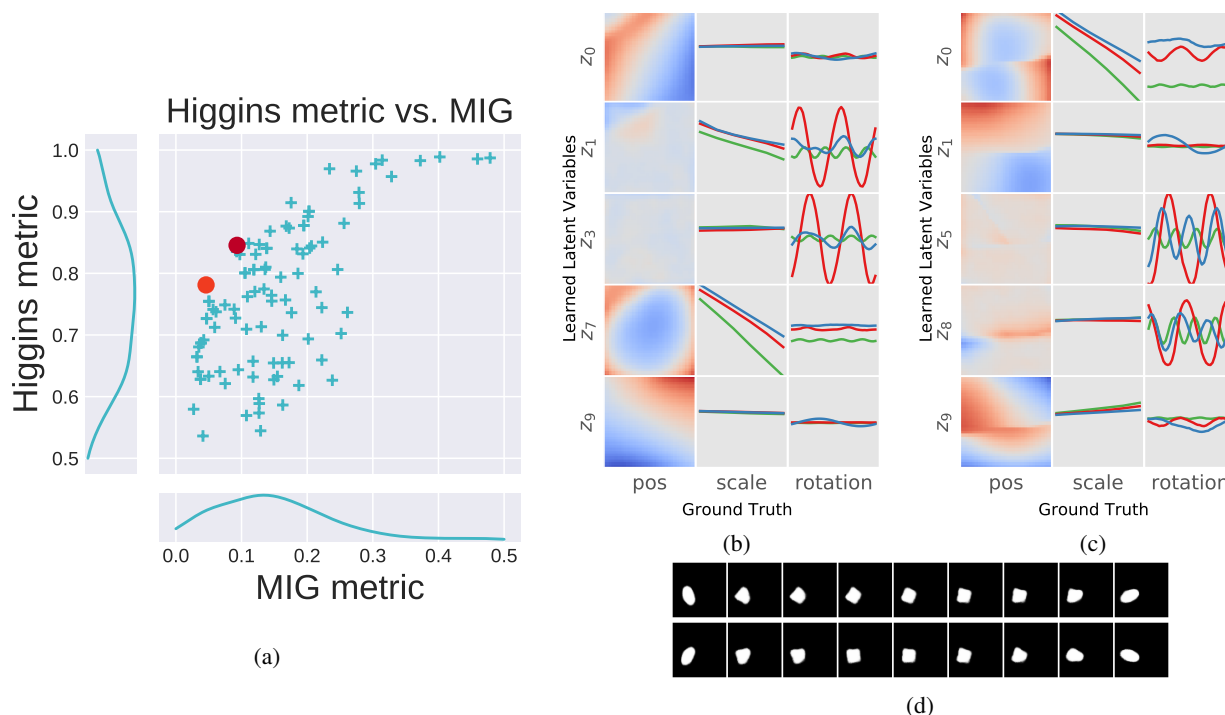 Higgins metric vs. MIG
Higgins metric
1.0
0.9
0.8
0.7
0.6
0.5
0.0 0.1 0.2 0.3 0.4 0.5
MIG metric
(a)
Learned Latent Variables
Z0
Z1
Z3
Z7
Z9
pos scale rotation
Ground Truth
(b)
Learned Latent Variables
Z0
Z1
Z5
Z8
Z9
pos scale rotation
Ground Truth
(c)
(d)